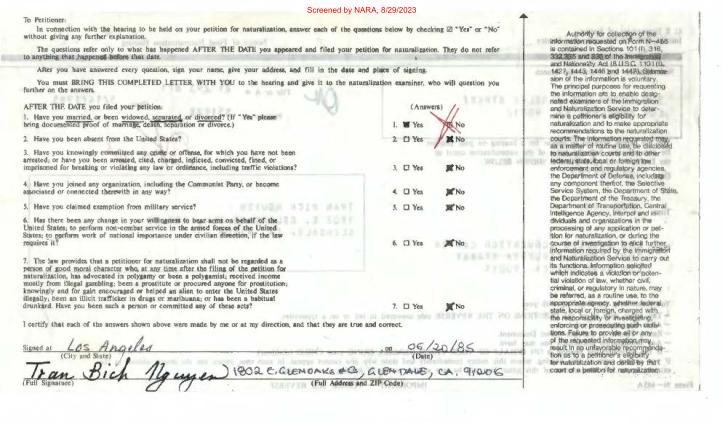 Screened by NARA, 8/29/2023
To Petitioner:
In connection with the hearing to be held on your petition for naturalization, answer each of the questions below by checking ☑ "Yes" or "No"
without giving any further explanation.
The questions refer only to what has happened AFTER THE DATE you appeared and filed your petition for naturalization. They do not refer
to anything that happened before that date.
After you have answered every question, sign your name, give your address, and fill in the date and place of signing.
You must BRING THIS COMPLETED LETTER, WITH YOU to the hearing and give it to the naturalization examiner, who will question you
further on the answers.
AFTER THE DATE you filed your petition:
(Answers)
1. Have you married, or been widowed, separated, or divorced? (If "Yes" please
bring documented proof of marriage, death, separation or divorce.)
1. ☒ Yes ☒ No
2. Have you been absent from the United States?
2. ☐ Yes ☒ No
3. Have you knowingly committed any crime or offense, for which you have not been
arrested; or have you been arrested, cited, charged, indicted, convicted, fined, or
imprisoned for breaking or violating any law or ordinance, including traffic violations?
3. ☐ Yes ☒ No
4. Have you joined any organization, including the Communist Party, or become
associated or connected therewith in any way?
4. ☐ Yes ☒ No
5. Have you claimed exemption from military service?
5. ☐ Yes ☒ No
6. Has there been any change in your willingness to bear arms on behalf of the
United States; to perform non-combat service in the armed forces of the United
States; to perform work of national importance under civilian direction, if the law
requires it?
6. ☐ Yes ☒ No
7. The law provides that a petitioner for naturalization shall not be regarded as a
person of good moral character who, at any time after the filing of the petition for
naturalization, has advocated in polygamy or been a polygamist; received income
mostly from illegal gambling; been a prostitute or procured anyone for prostitution;
knowingly and for gain encouraged or helped an alien to enter the United States
illegally; been an illicit trafficker in drugs or marihuana; or has been a habitual
drunkard. Have you been such a person or committed any of these acts?
7. ☐ Yes ☒ No
I certify that each of the answers shown above were made by me or at my direction, and that they are true and correct.
Signed at Los Angeles , on 06/20/85
(City and State) (Date)
Tran Bich Nguyen ) 1802 C. GLENOAKS #G, GLENDALE, CA. 91206
(Full Signature) (Full Address and ZIP Code)
Authority for collection of the
information requested on Form N-445
is contained in Sections 101(f), 316,
332, 335 and 336 of the Immigration
and Nationality Act (8 U.S.C. 1101(f),
1427, 1443, 1446 and 1447). Submis-
sion of the information is voluntary.
The principal purposes for requesting
the information are to enable desig-
nated examiners of the Immigration
and Naturalization Service to deter-
mine a petitioner's eligibility for
naturalization and to make appropriate
recommendations to the naturalization
courts. The information requested may,
as a matter of routine use, be disclosed
to naturalization courts and to other
federal, state, local or foreign law
enforcement and regulatory agencies,
the Department of Defense, including
any component thereof, the Selective
Service System, the Department of State,
the Department of the Treasury, the
Department of Transportation, Central
Intelligence Agency, Interpol and in-
dividuals and organizations in the
processing of any application or peti-
tion for naturalization, or during the
course of investigation to elicit further
information required by the Immigration
and Naturalization Service to carry out
its functions. Information solicited
which indicates a violation or poten-
tial violation of law, whether civil,
criminal, or regulatory in nature, may
be referred, as a routine use, to the
appropriate agency, whether federal,
state, local or foreign, charged with
the responsibility of investigating,
enforcing or prosecuting such viola-
tions. Failure to provide all or any
of the requested information may
result in an unfavorable recommenda-
tion as to a petitioner's eligibility
for naturalization and denial by the
court of a petition for naturalization.